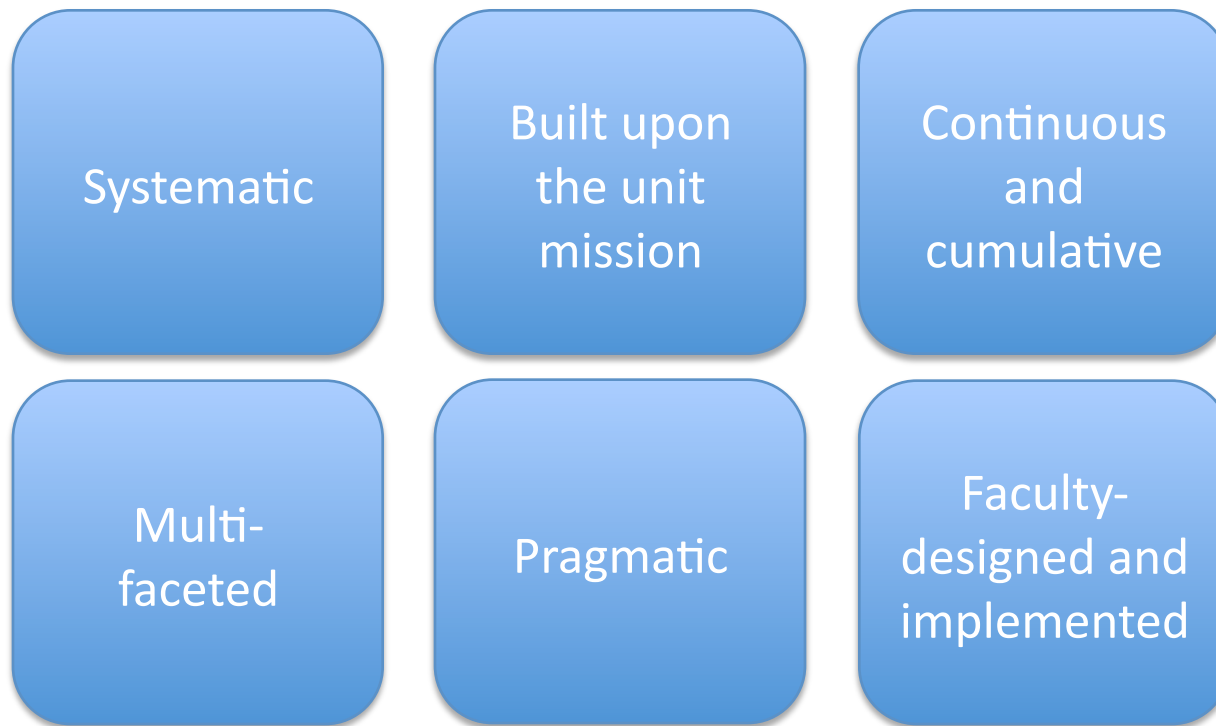 Systematic
Built upon
the unit
mission
Continuous
and
cumulative
Multi-
faceted
Pragmatic
Faculty-
designed and
implemented